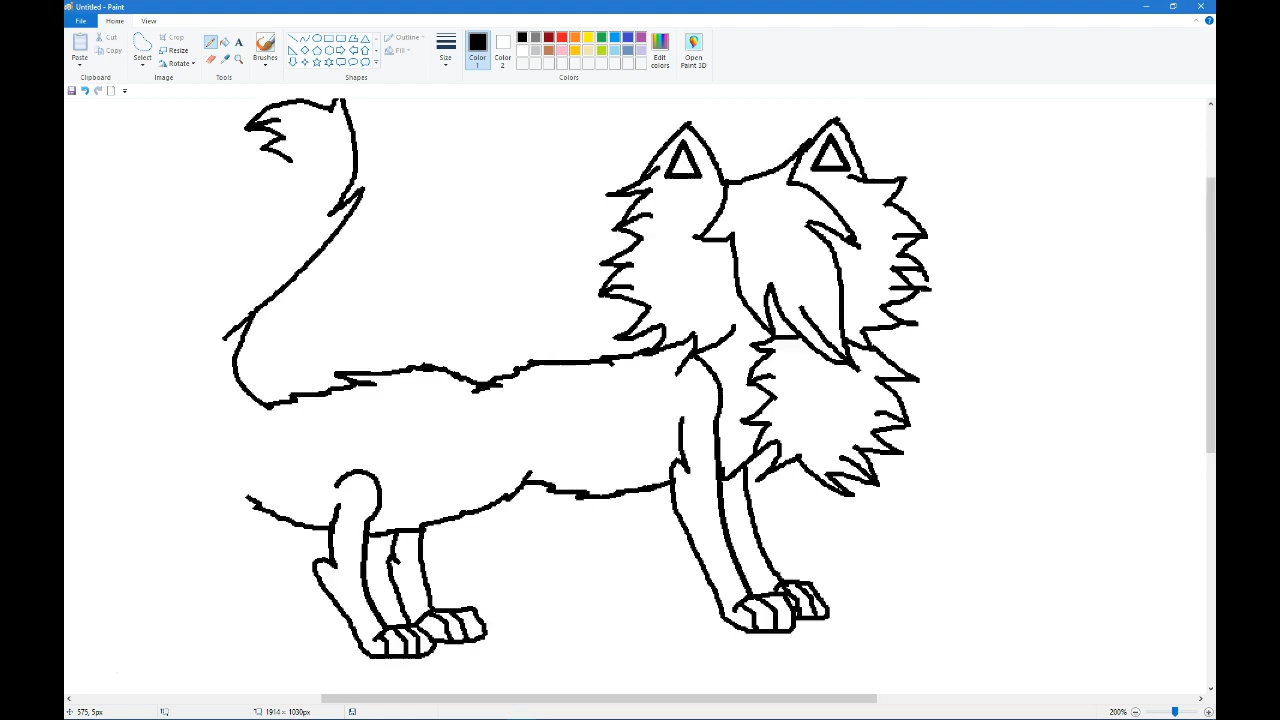 Untitled - Paint
File Home View
Paste
Cut
Copy
Clipboard
Select
Crop
Resize
Rotate
Image
A
Tools
Brushes
Shapes
Outline
Fill
Size
Color 1
Color 2
Colors
Edit colors
Open Paint 3D
575, 5px
1914 × 1030px
200%